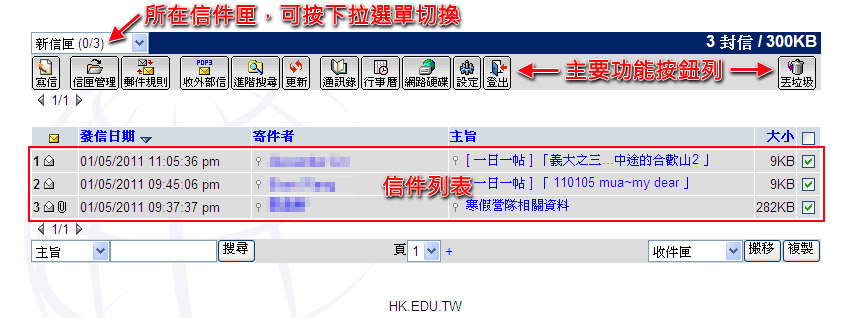 所在信件匣，可按下拉選單切換
新信匣 (0/3)
3 封信 / 300KB
寫信 信匣管理 郵件規則 POP3 收外部信 進階搜尋 更新 通訊錄 行事曆 網路硬碟 設定 登出 主要功能按鈕列 丟垃圾
1/1
發信日期 寄件者 主旨 大小
1 01/05/2011 11:05:36 pm [ 一日一帖 ] 「義大之三...中途的合歡山2 」 9KB
2 01/05/2011 09:45:06 pm 一日一帖 ] 「 110105 mua~my dear 」 9KB
信件列表
3 01/05/2011 09:37:37 pm 寒假營隊相關資料 282KB
1/1
主旨 搜尋 頁 1 + 收件匣 搬移 複製
HK.EDU.TW